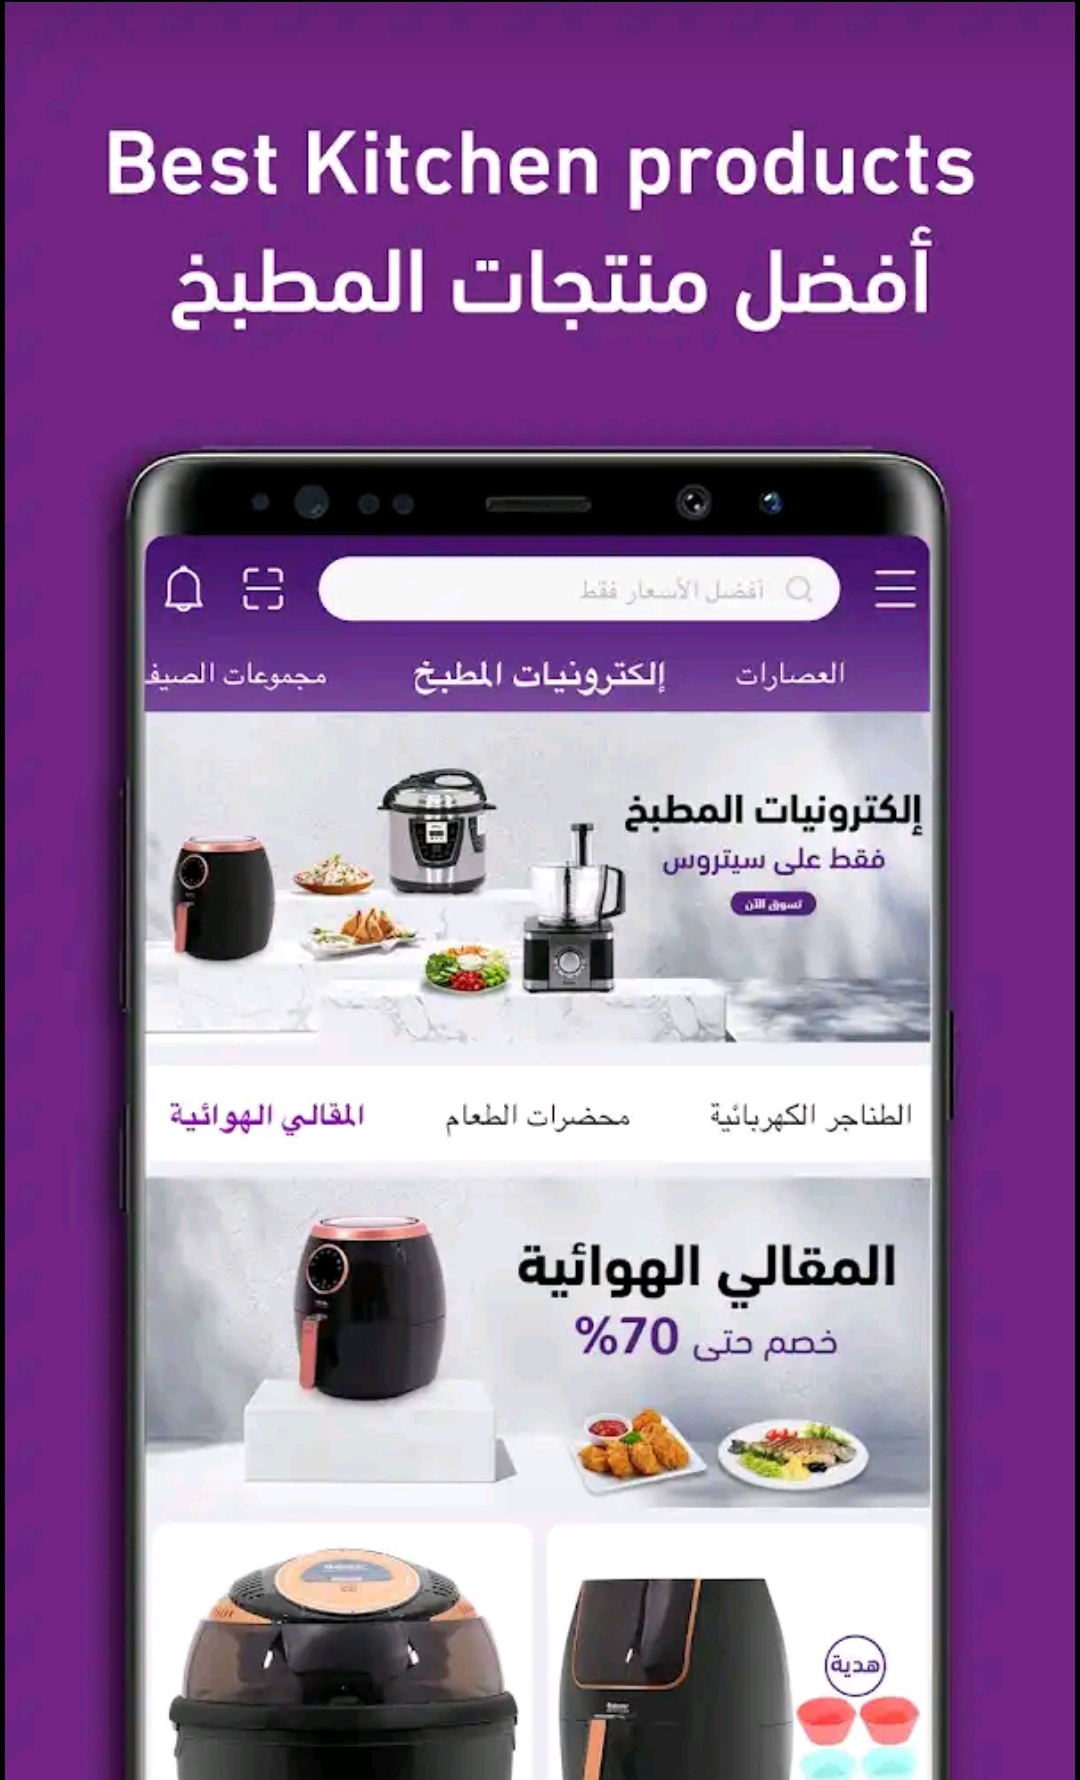 Best Kitchen products
أفضل منتجات المطبخ
أفضل الأسعار فقط
العصارات
إلكترونيات المطبخ
مجموعات الصيف
إلكترونيات المطبخ
فقط على سيتروس
تسوق الآن
الطناجر الكهربائية
محضرات الطعام
المقالي الهوائية
المقالي الهوائية
خصم حتى 70%
هدية